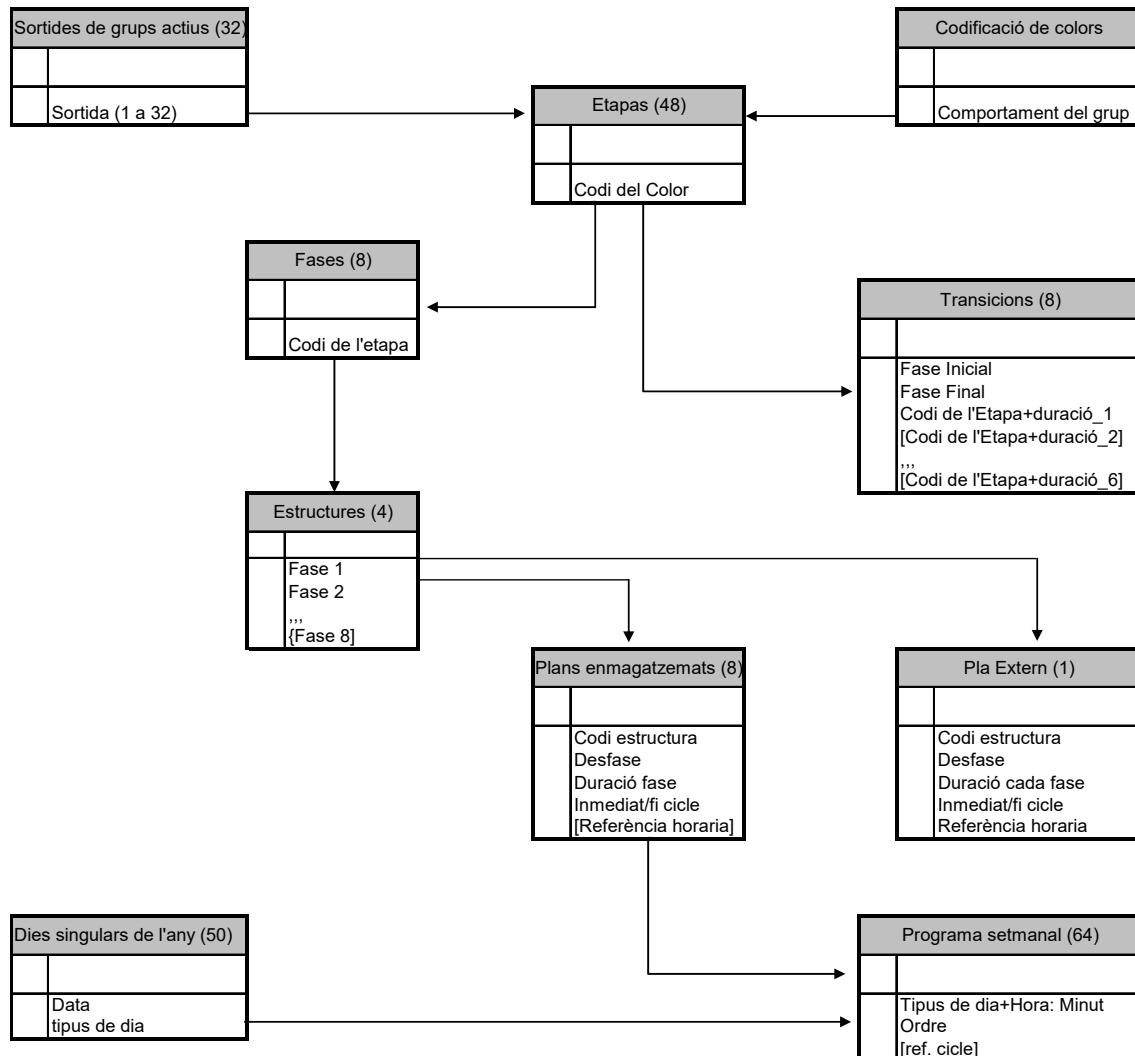 Sortides de grups actius (32)
Sortida (1 a 32)
Codificació de colors
Comportament del grup
Etapas (48)
Codi del Color
Fases (8)
Codi de l'etapa
Transicions (8)
Fase Inicial
Fase Final
Codi de l'Etapa+duració_1
[Codi de l'Etapa+duració_2]
,,,
[Codi de l'Etapa+duració_6]
Estructures (4)
Fase 1
Fase 2
,,,
{Fase 8]
Plans enmagatzemats (8)
Codi estructura
Desfase
Duració fase
Inmediat/fi cicle
[Referència horaria]
Pla Extern (1)
Codi estructura
Desfase
Duració cada fase
Inmediat/fi cicle
Referència horaria
Dies singulars de l'any (50)
Data
tipus de dia
Programa setmanal (64)
Tipus de dia+Hora: Minut
Ordre
[ref. cicle]